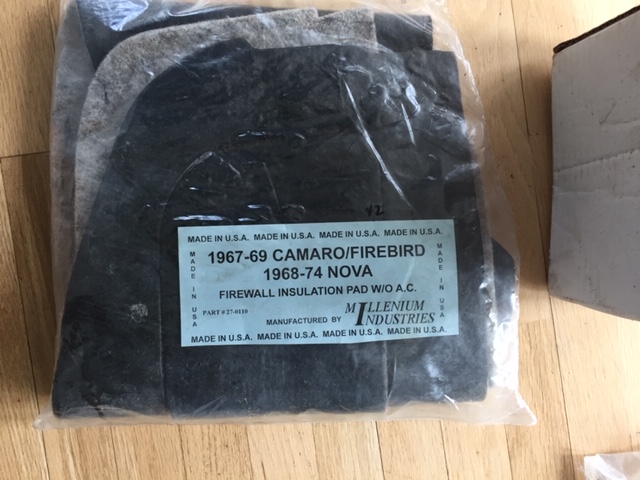 42
MADE IN U.S.A. MADE IN U.S.A. MADE IN U.S.A. MADE IN U.S.A.
MADE IN USA
1967-69 CAMARO/FIREBIRD
1968-74 NOVA
FIREWALL INSULATION PAD W/O A.C.
PART # 27-0110
MANUFACTURED BY MILLENIUM INDUSTRIES
MADE IN USA
MADE IN U.S.A. MADE IN U.S.A. MADE IN U.S.A. MADE IN U.S.A.